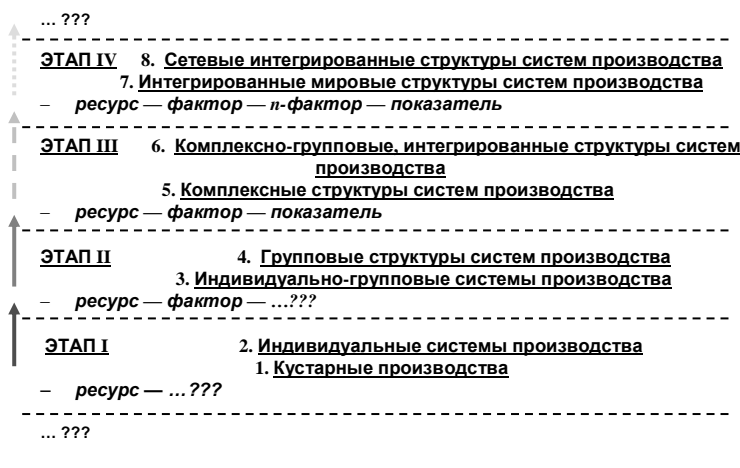 … ???
ЭТАП IV 8. Сетевые интегрированные структуры систем производства
7. Интегрированные мировые структуры систем производства
– ресурс — фактор — n-фактор — показатель
ЭТАП III 6. Комплексно-групповые, интегрированные структуры систем
производства
5. Комплексные структуры систем производства
– ресурс — фактор — показатель
ЭТАП II 4. Групповые структуры систем производства
3. Индивидуально-групповые системы производства
– ресурс — фактор — …???
ЭТАП I 2. Индивидуальные системы производства
1. Кустарные производства
– ресурс — …???
… ???